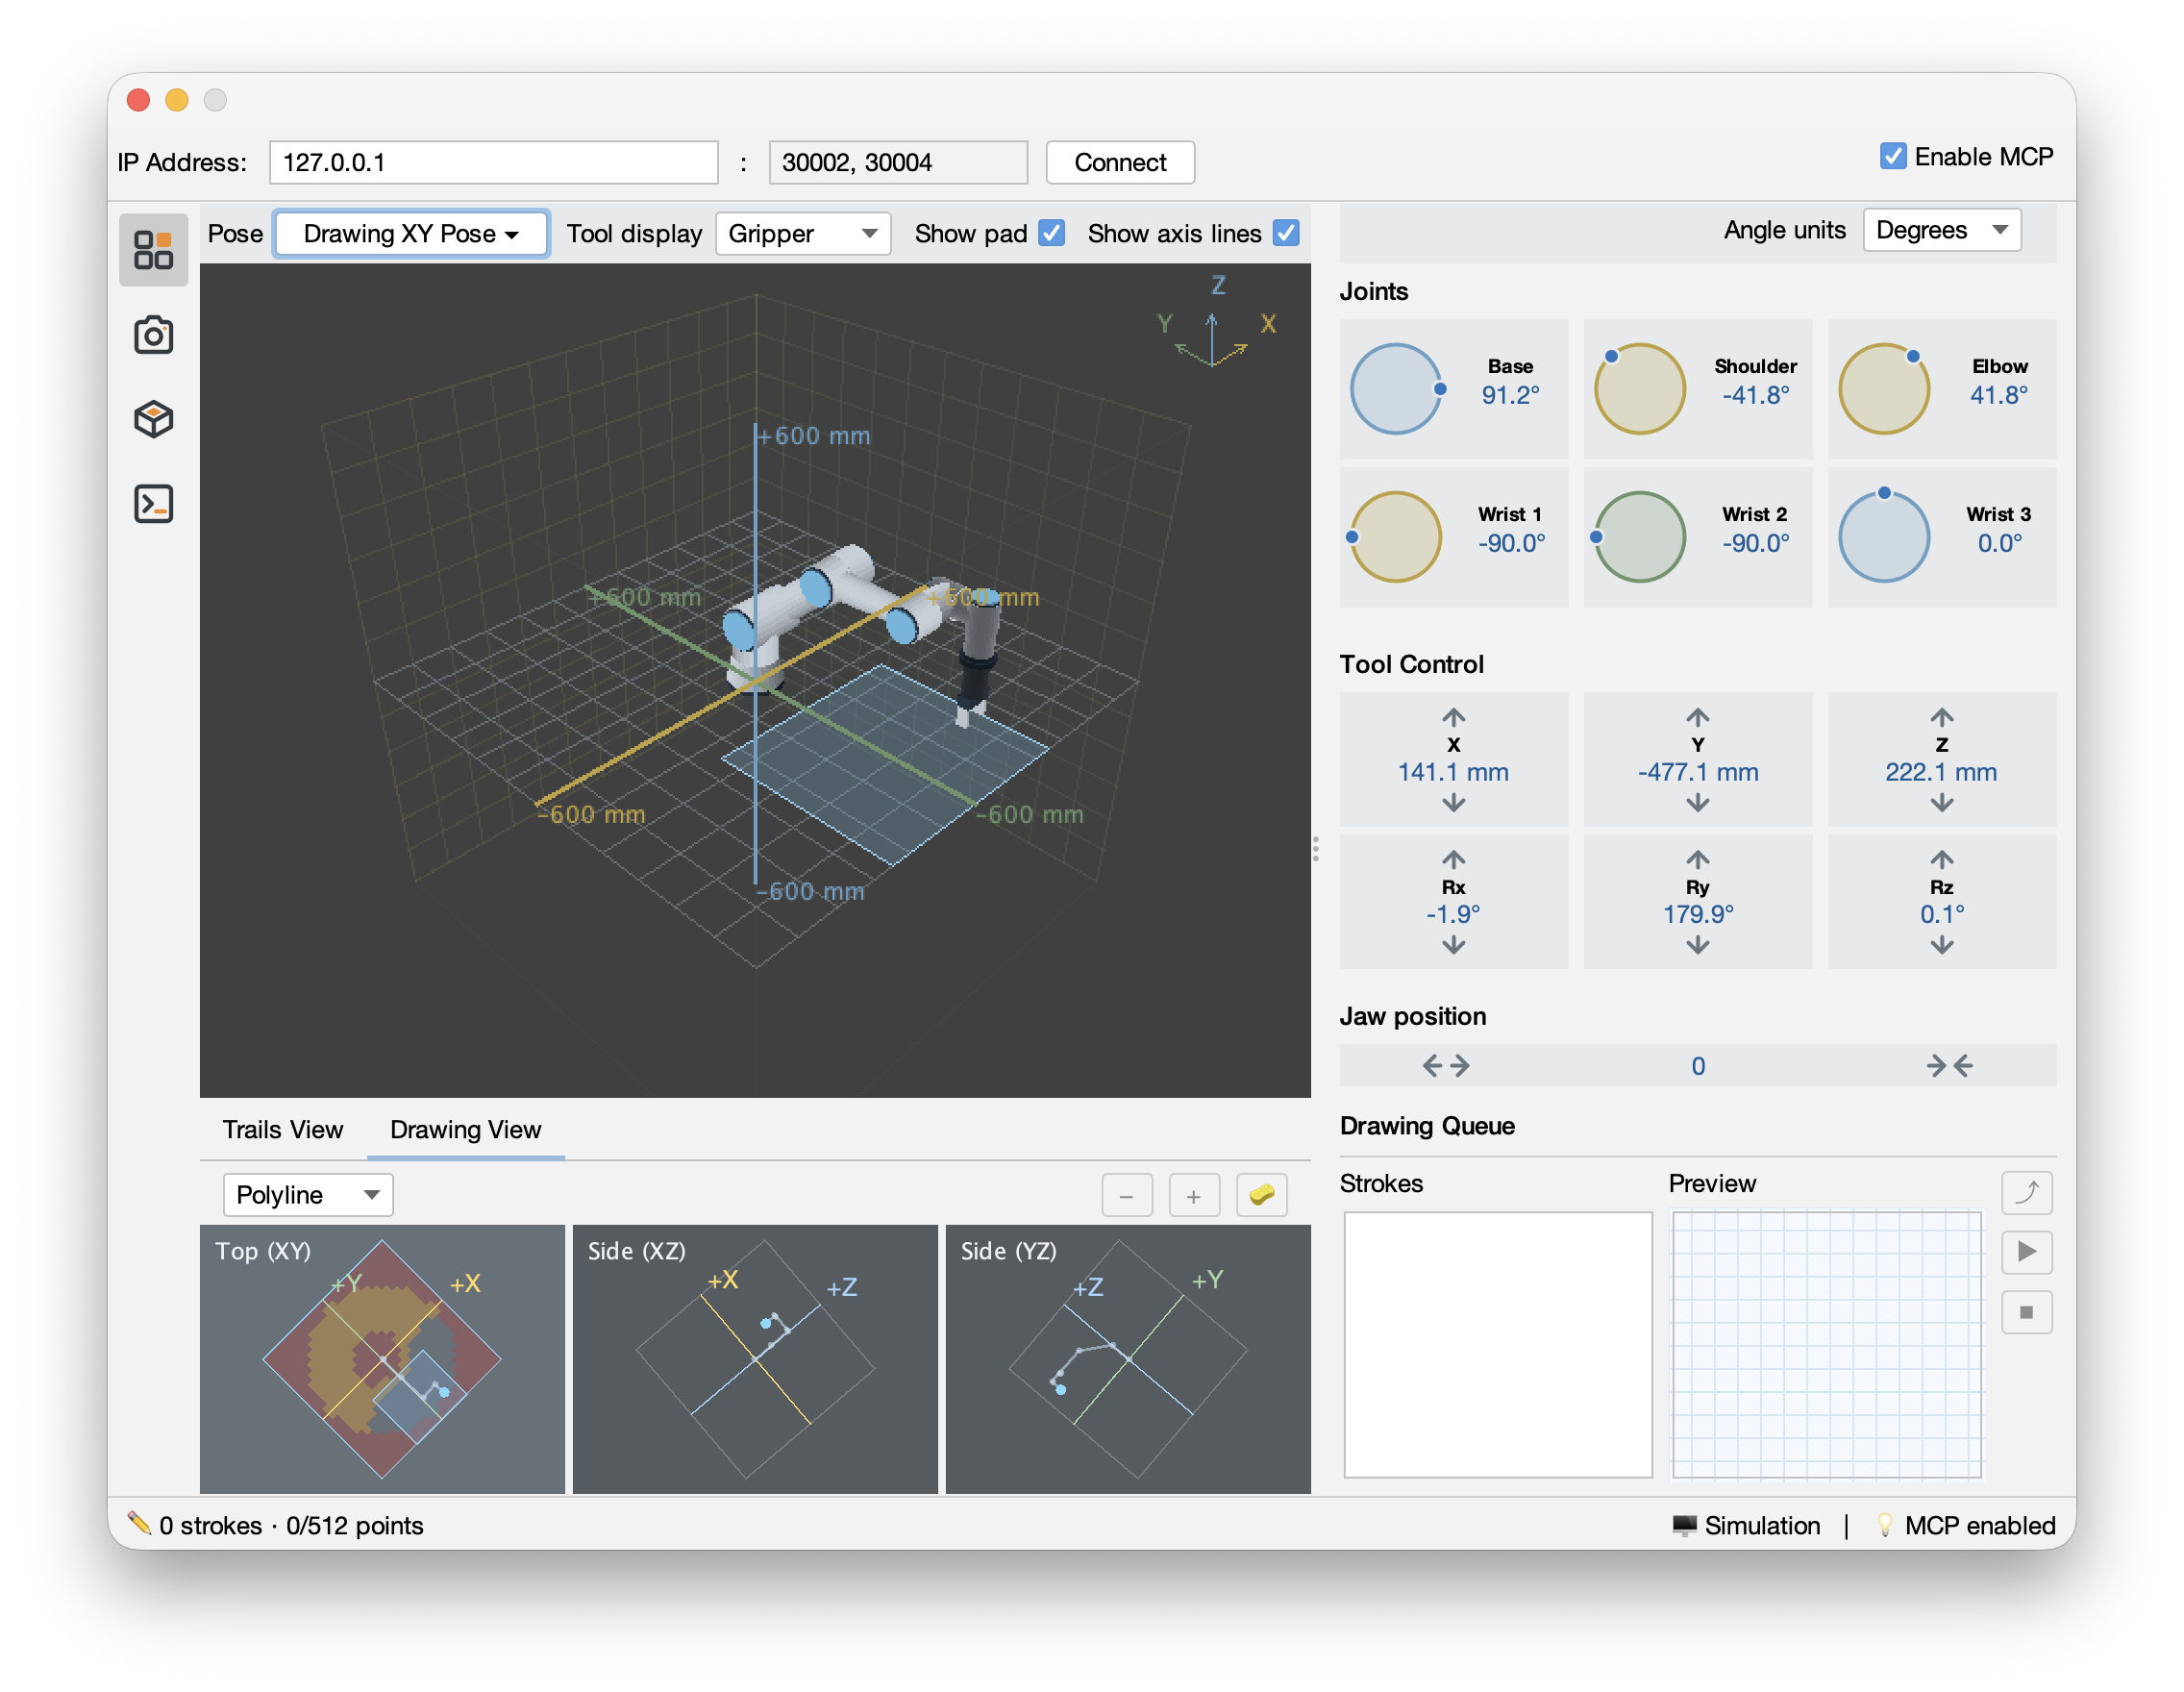 IP Address: 127.0.0.1 : 30002, 30004 Connect Enable MCP
Pose Drawing XY Pose Tool display Gripper Show pad Show axis lines Angle units Degrees
Z
Y X
+600 mm
+600 mm +600 mm
-600 mm -600 mm
-600 mm
Joints
Base Shoulder Elbow
91.2° -41.8° 41.8°
Wrist 1 Wrist 2 Wrist 3
-90.0° -90.0° 0.0°
Tool Control
X Y Z
141.1 mm -477.1 mm 222.1 mm
Rx Ry Rz
-1.9° 179.9° 0.1°
Jaw position
0
Trails View Drawing View
Polyline − +
Top (XY) Side (XZ) Side (YZ)
+Y +X +X +Z +Z +Y
Drawing Queue
Strokes Preview
0 strokes · 0/512 points Simulation | MCP enabled